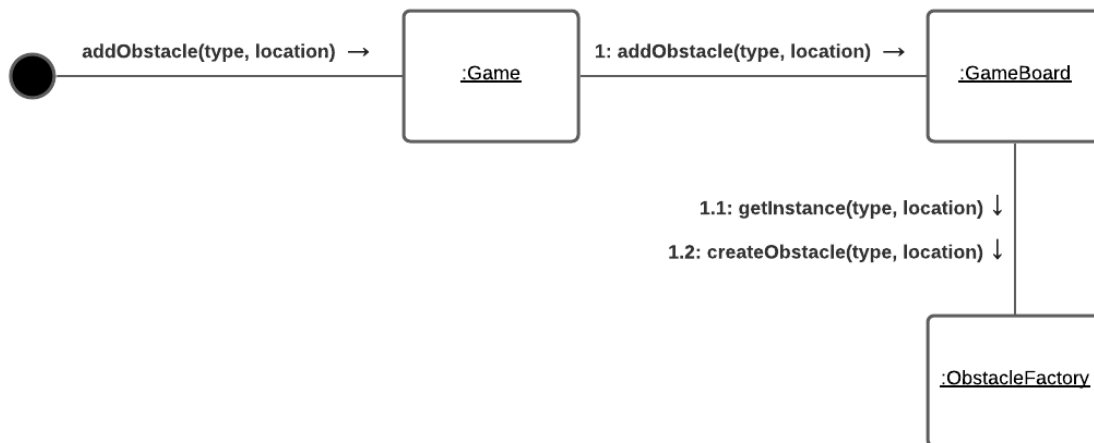 addObstacle(type, location) →
:Game
1: addObstacle(type, location) →
:GameBoard
1.1: getInstance(type, location) ↓
1.2: createObstacle(type, location) ↓
:ObstacleFactory